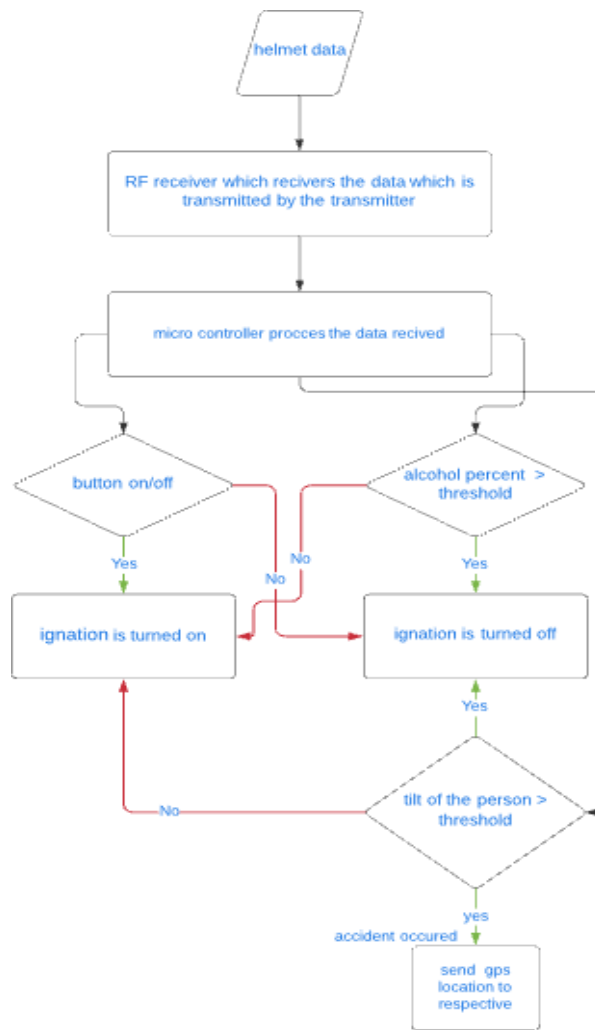 helmet data
RF receiver which recivers the data which is
transmitted by the transmitter
micro controller procces the data recived
button on/off
alcohol percent >
threshold
No
Yes
No
Yes
ignation is turned on
ignation is turned off
Yes
tilt of the person >
threshold
No
yes
accident occured
send gps
location to
respective